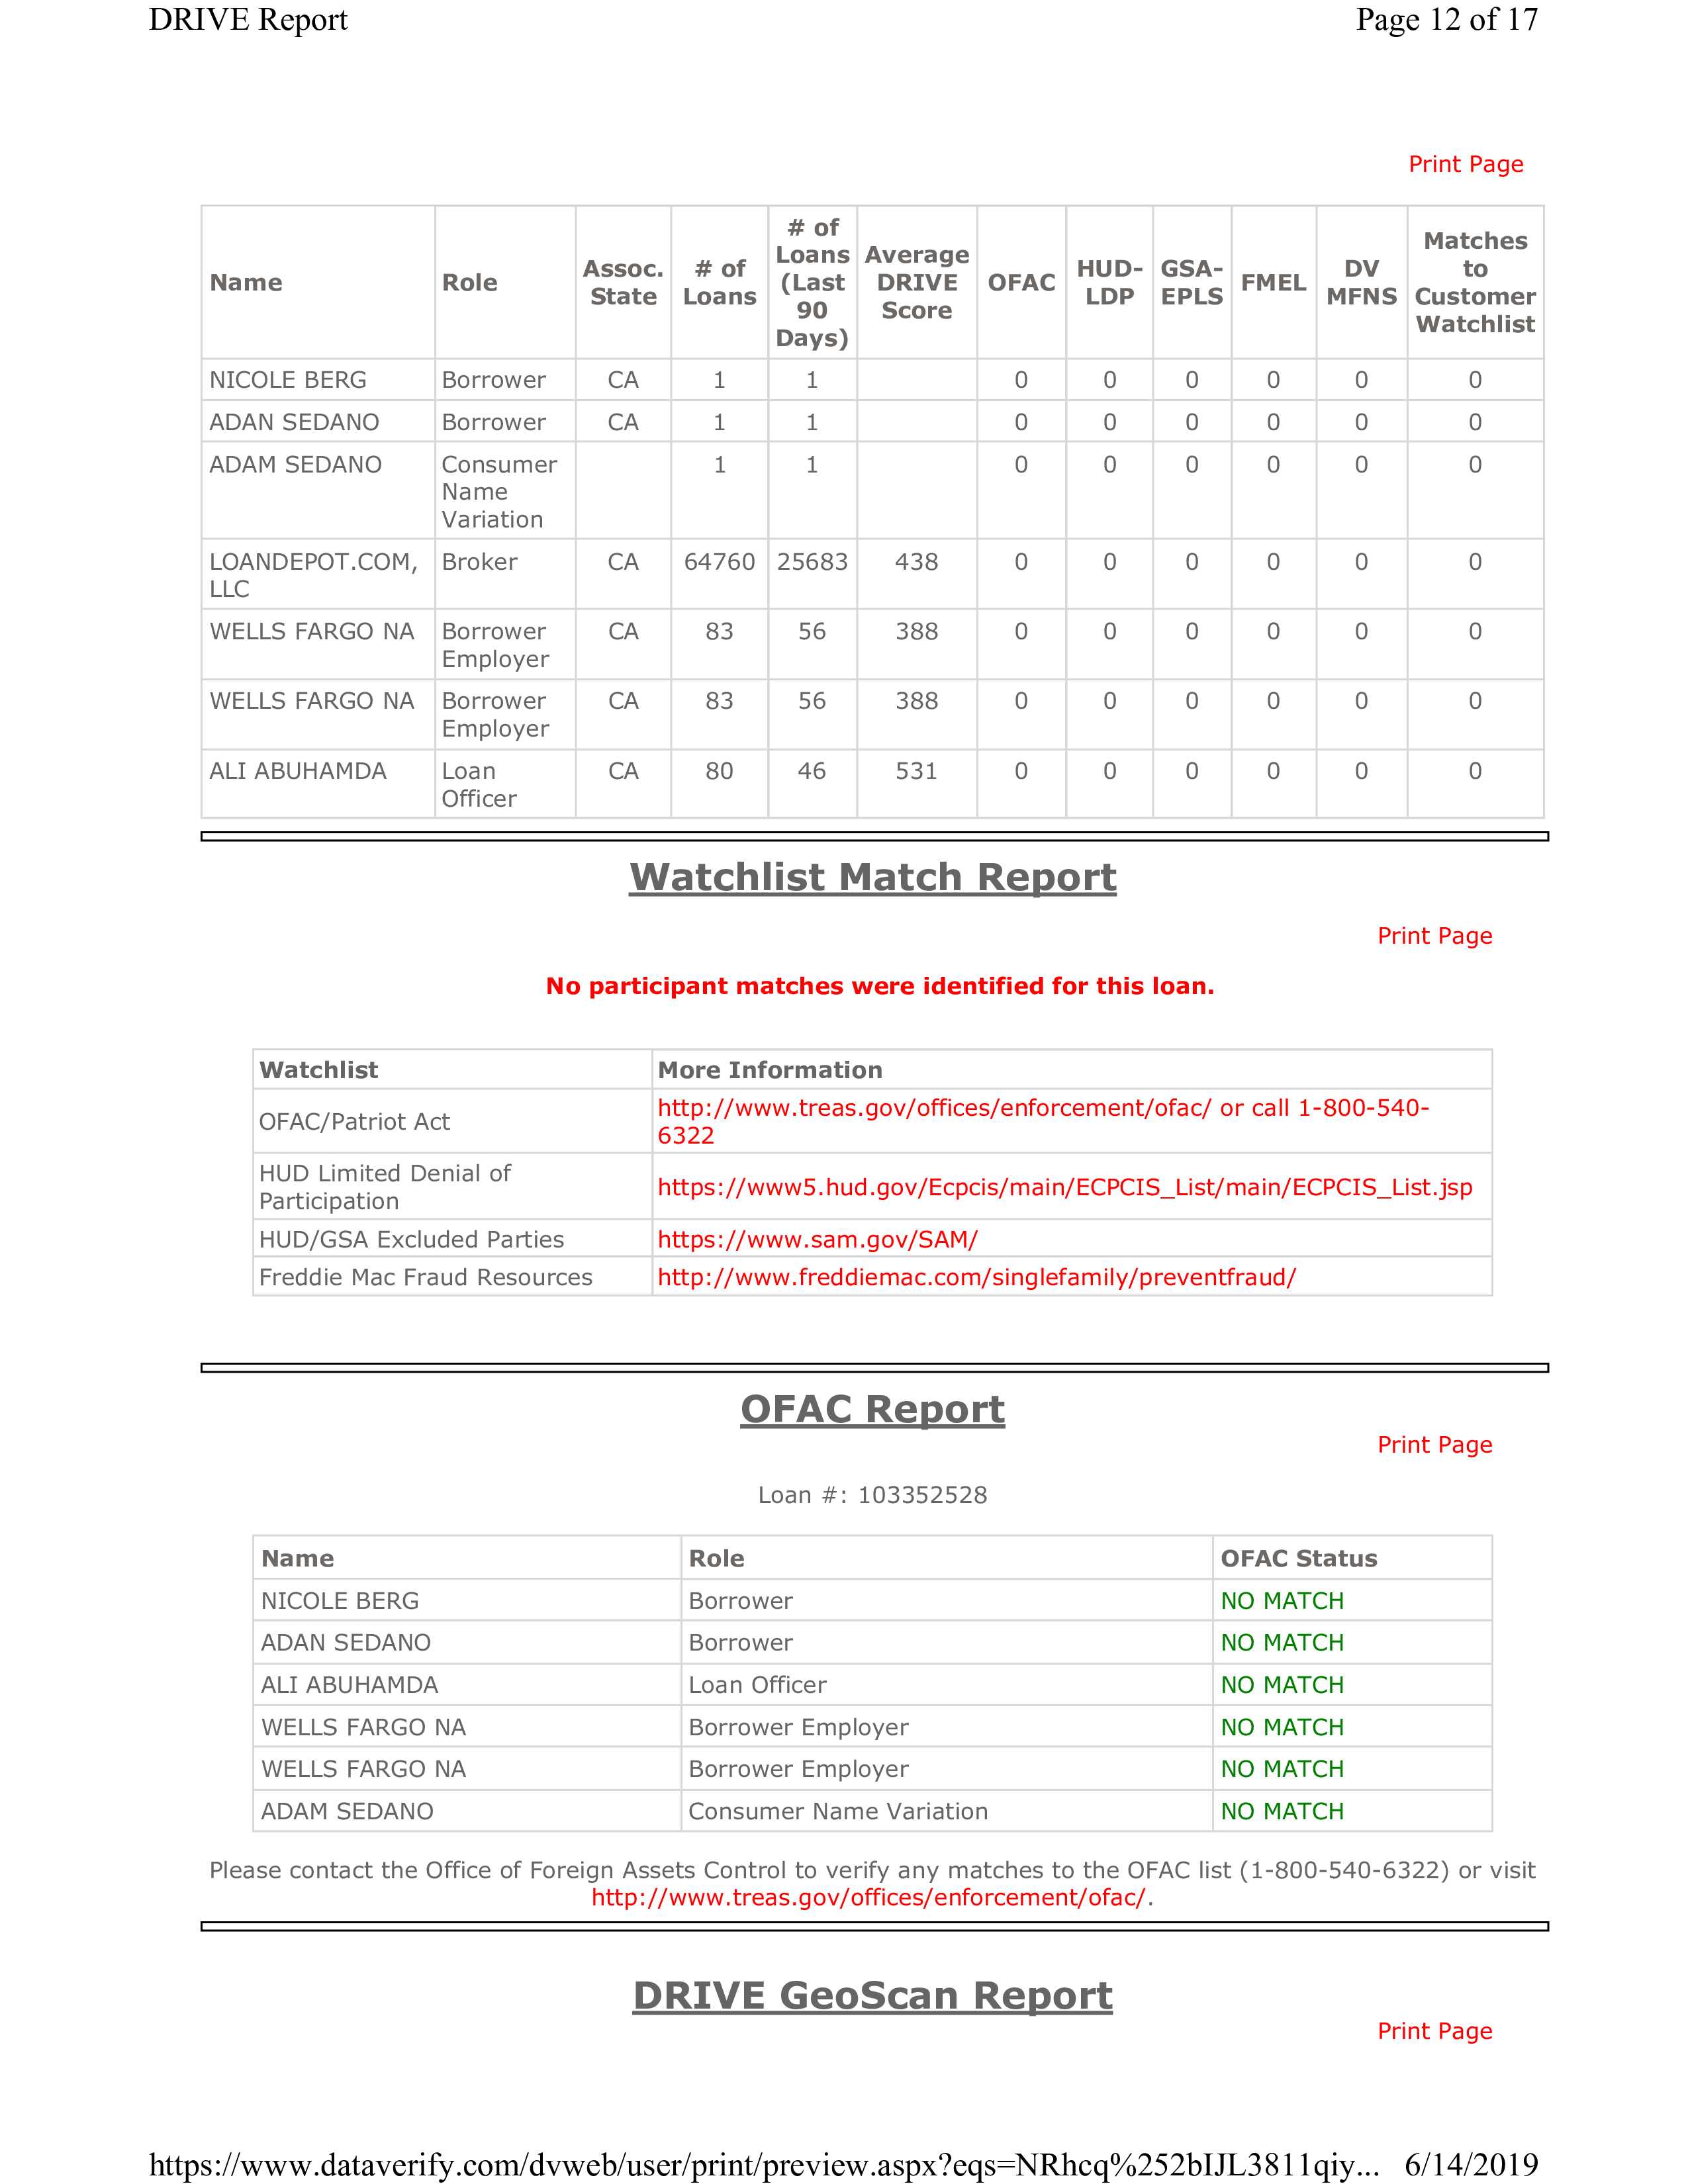 DRIVE Report Page 12 of 17
Print Page
Name Role Assoc. State # of Loans # of Loans (Last 90 Days) Average DRIVE Score OFAC HUD-LDP GSA-EPLS FMEL DV MFNS Matches to Customer Watchlist
NICOLE BERG Borrower CA 1 1 0 0 0 0 0 0
ADAN SEDANO Borrower CA 1 1 0 0 0 0 0 0
ADAM SEDANO Consumer Name Variation 1 1 0 0 0 0 0 0
LOANDEPOT.COM, LLC Broker CA 64760 25683 438 0 0 0 0 0 0
WELLS FARGO NA Borrower Employer CA 83 56 388 0 0 0 0 0 0
WELLS FARGO NA Borrower Employer CA 83 56 388 0 0 0 0 0 0
ALI ABUHAMDA Loan Officer CA 80 46 531 0 0 0 0 0 0
Watchlist Match Report
Print Page
No participant matches were identified for this loan.
Watchlist More Information
OFAC/Patriot Act http://www.treas.gov/offices/enforcement/ofac/ or call 1-800-540-6322
HUD Limited Denial of Participation https://www5.hud.gov/Ecpcis/main/ECPCIS_List/main/ECPCIS_List.jsp
HUD/GSA Excluded Parties https://www.sam.gov/SAM/
Freddie Mac Fraud Resources http://www.freddiemac.com/singlefamily/preventfraud/
OFAC Report
Print Page
Loan #: 103352528
Name Role OFAC Status
NICOLE BERG Borrower NO MATCH
ADAN SEDANO Borrower NO MATCH
ALI ABUHAMDA Loan Officer NO MATCH
WELLS FARGO NA Borrower Employer NO MATCH
WELLS FARGO NA Borrower Employer NO MATCH
ADAM SEDANO Consumer Name Variation NO MATCH
Please contact the Office of Foreign Assets Control to verify any matches to the OFAC list (1-800-540-6322) or visit
http://www.treas.gov/offices/enforcement/ofac/.
DRIVE GeoScan Report
Print Page
https://www.dataverify.com/dvweb/user/print/preview.aspx?eqs=NRhcq%252bIJL3811qiy... 6/14/2019